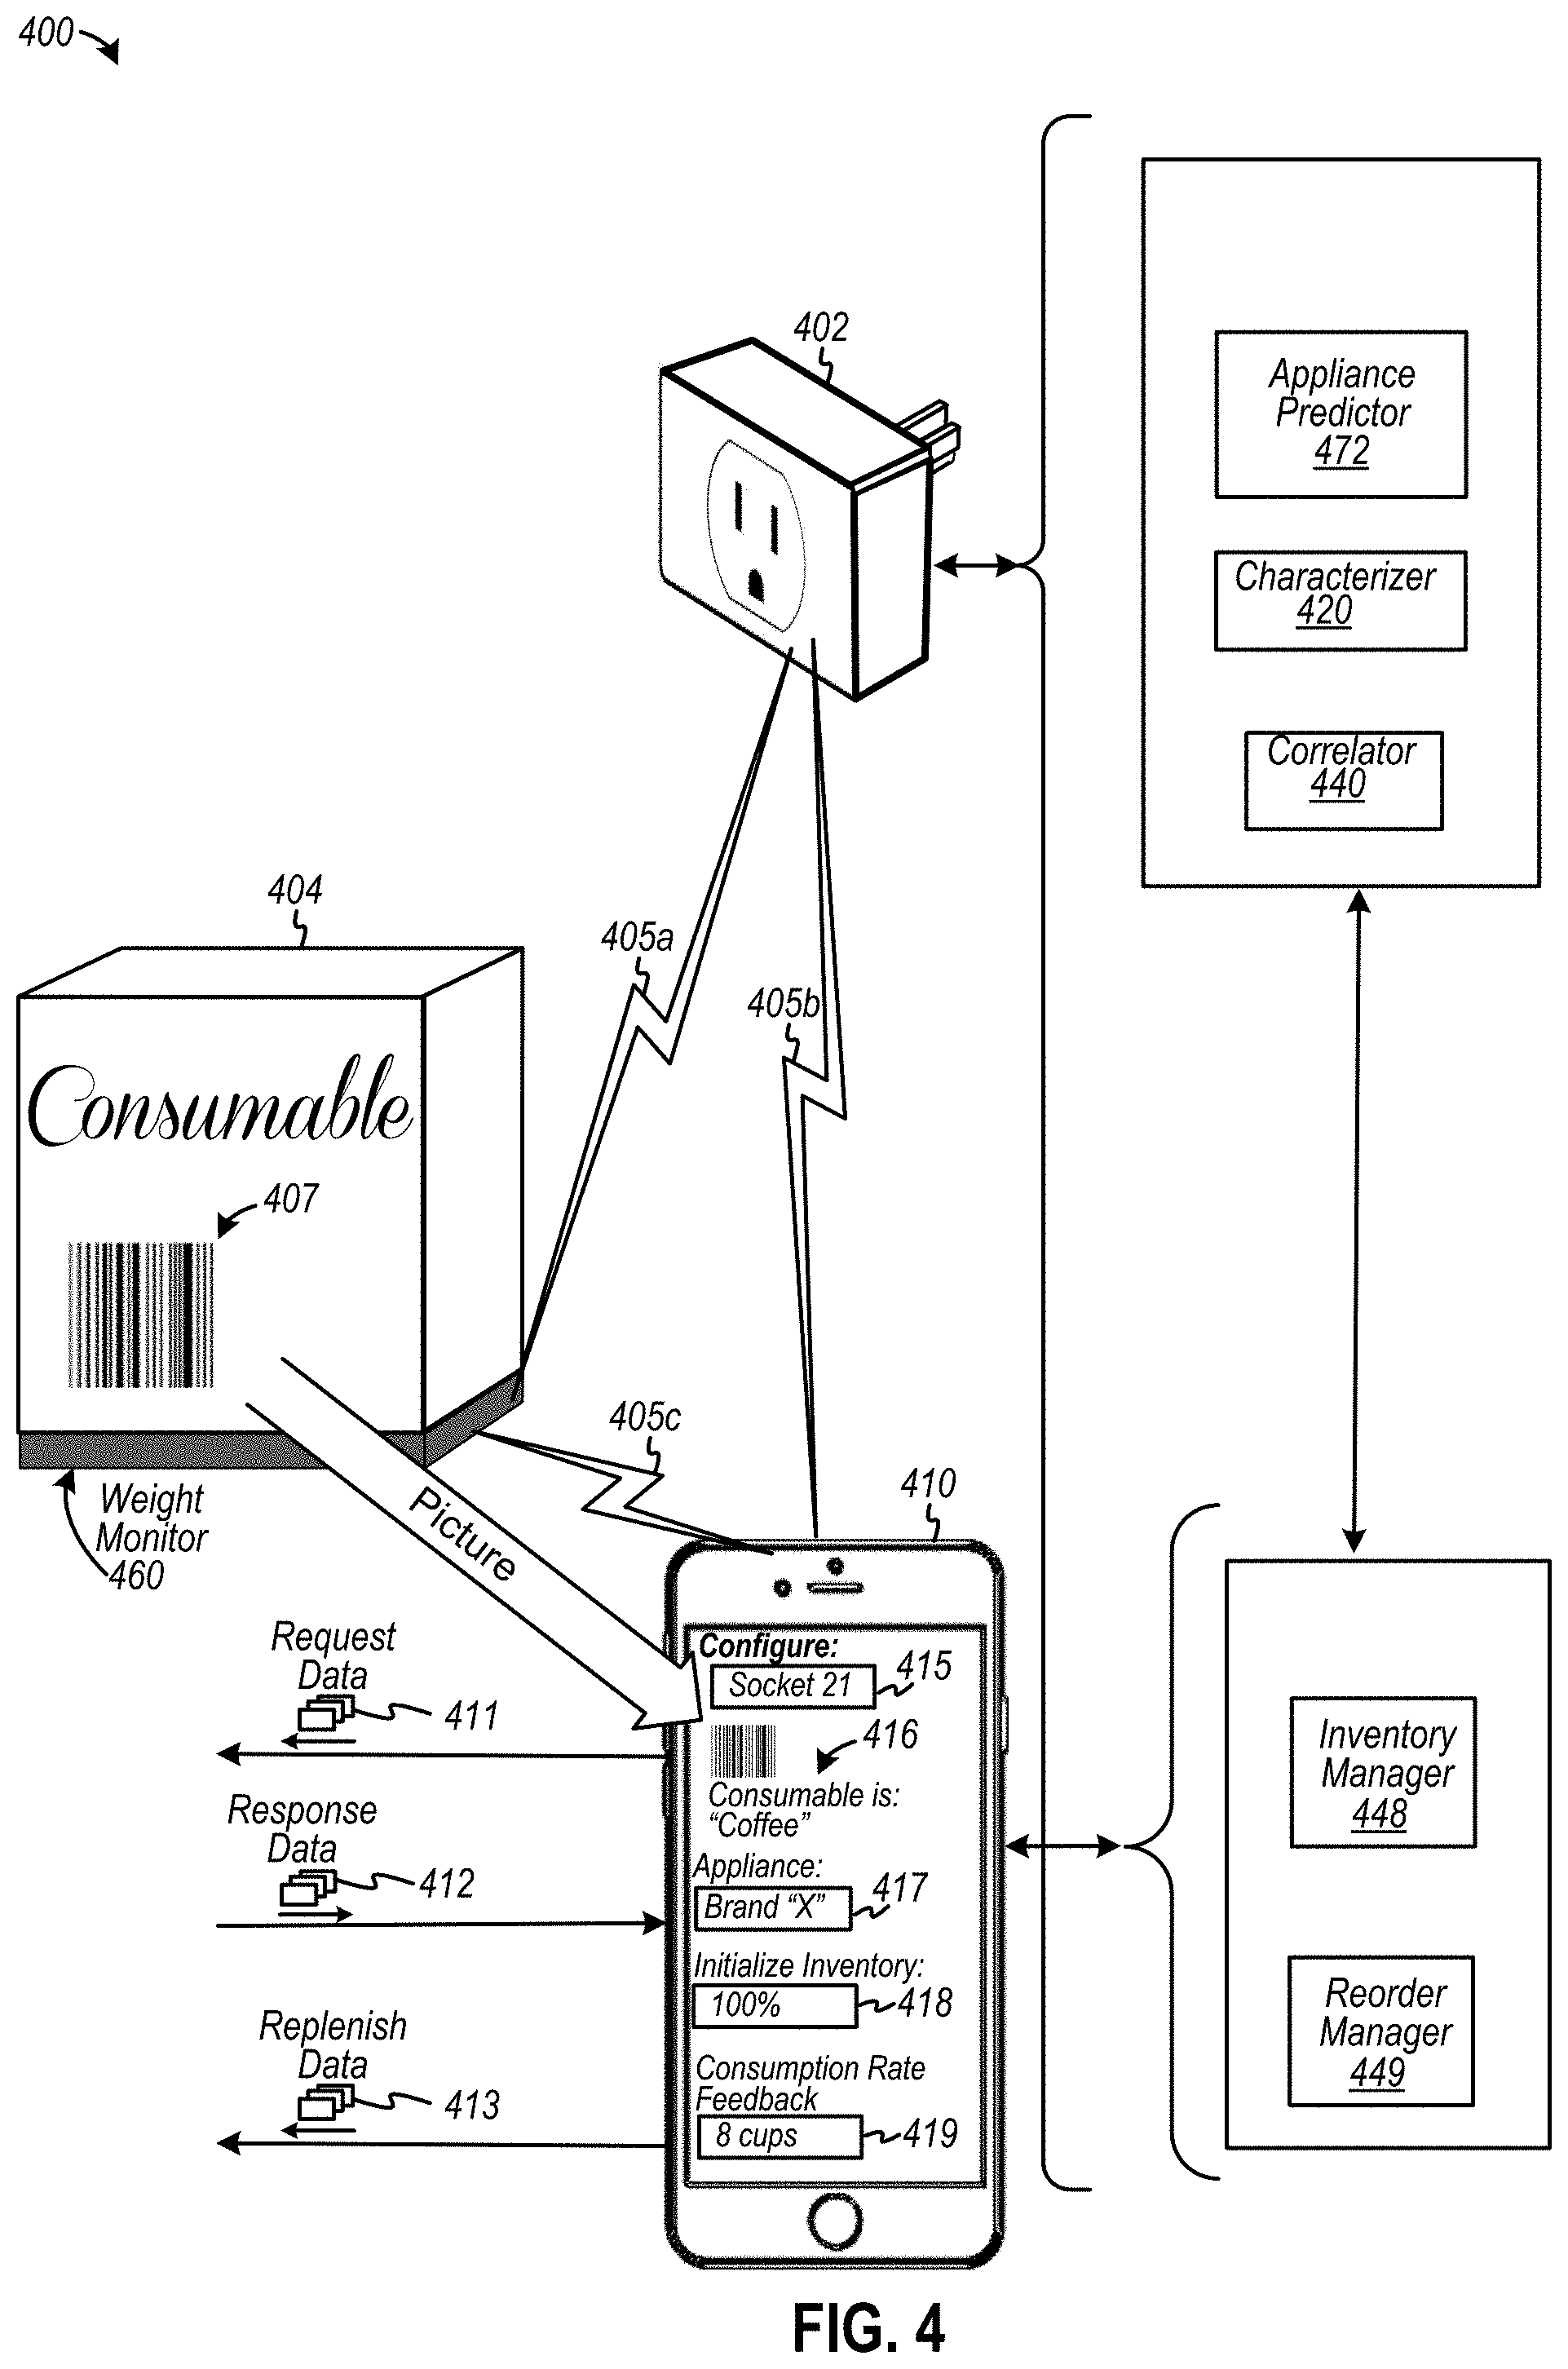 400
402
Appliance
Predictor
472
Characterizer
420
Correlator
440
404
405a
405b
Consumable
407
405c
Weight
Monitor
460
Picture
410
Request
Data
411
Response
Data
412
Replenish
Data
413
Configure:
Socket 21
415
416
Consumable is:
“Coffee”
Appliance:
Brand “X”
417
Initialize Inventory:
100%
418
Consumption Rate
Feedback
8 cups
419
Inventory
Manager
448
Reorder
Manager
449
FIG. 4